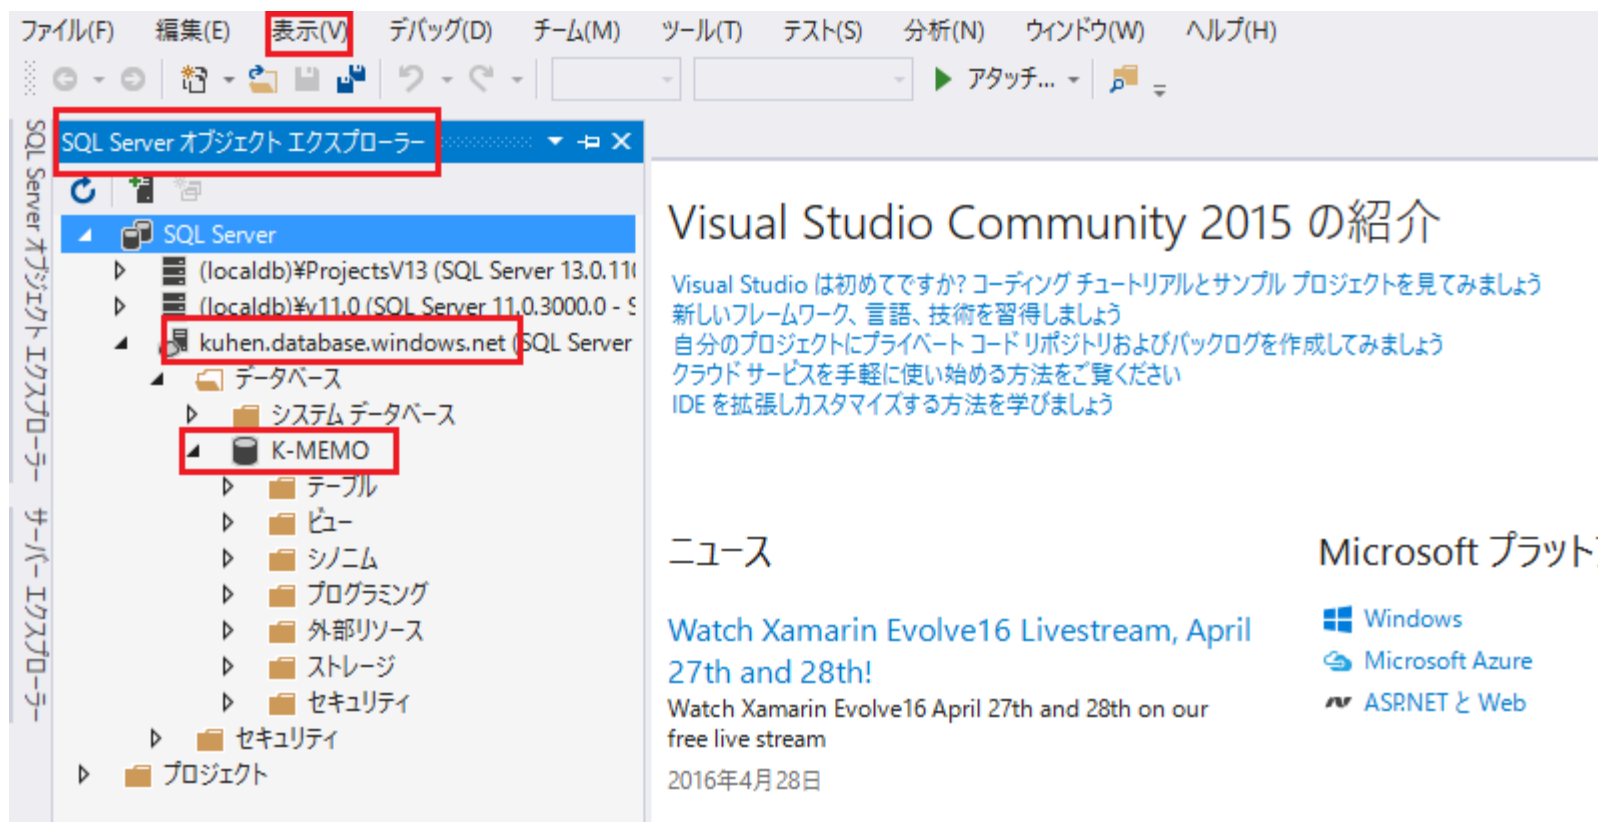 ファイル(F) 編集(E) 表示(V) デバッグ(D) チーム(M) ツール(T) テスト(S) 分析(N) ウィンドウ(W) ヘルプ(H)
アタッチ...
SQL Server オブジェクト エクスプローラー
サーバー エクスプローラー
SQL Server オブジェクト エクスプローラー
SQL Server
(localdb)¥ProjectsV13 (SQL Server 13.0.11
(localdb)¥v11.0 (SQL Server 11.0.3000.0 - S
kuhen.database.windows.net (SQL Server
データベース
システム データベース
K-MEMO
テーブル
ビュー
シノニム
プログラミング
外部リソース
ストレージ
セキュリティ
セキュリティ
プロジェクト
Visual Studio Community 2015 の紹介
Visual Studio は初めてですか? コーディング チュートリアルとサンプル プロジェクトを見てみましょう
新しいフレームワーク、言語、技術を習得しましょう
自分のプロジェクトにプライベート コード リポジトリおよびバックログを作成してみましょう
クラウド サービスを手軽に使い始める方法をご覧ください
IDE を拡張しカスタマイズする方法を学びましょう
ニュース
Watch Xamarin Evolve16 Livestream, April
27th and 28th!
Watch Xamarin Evolve16 April 27th and 28th on our
free live stream
2016年4月28日
Microsoft プラット
Windows
Microsoft Azure
ASP.NET と Web